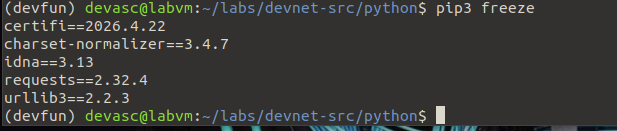 (devfun) devasc@labvm:~/labs/devnet-src/python$ pip3 freeze
certifi==2026.4.22
charset-normalizer==3.4.7
idna==3.13
requests==2.32.4
urllib3==2.2.3
(devfun) devasc@labvm:~/labs/devnet-src/python$